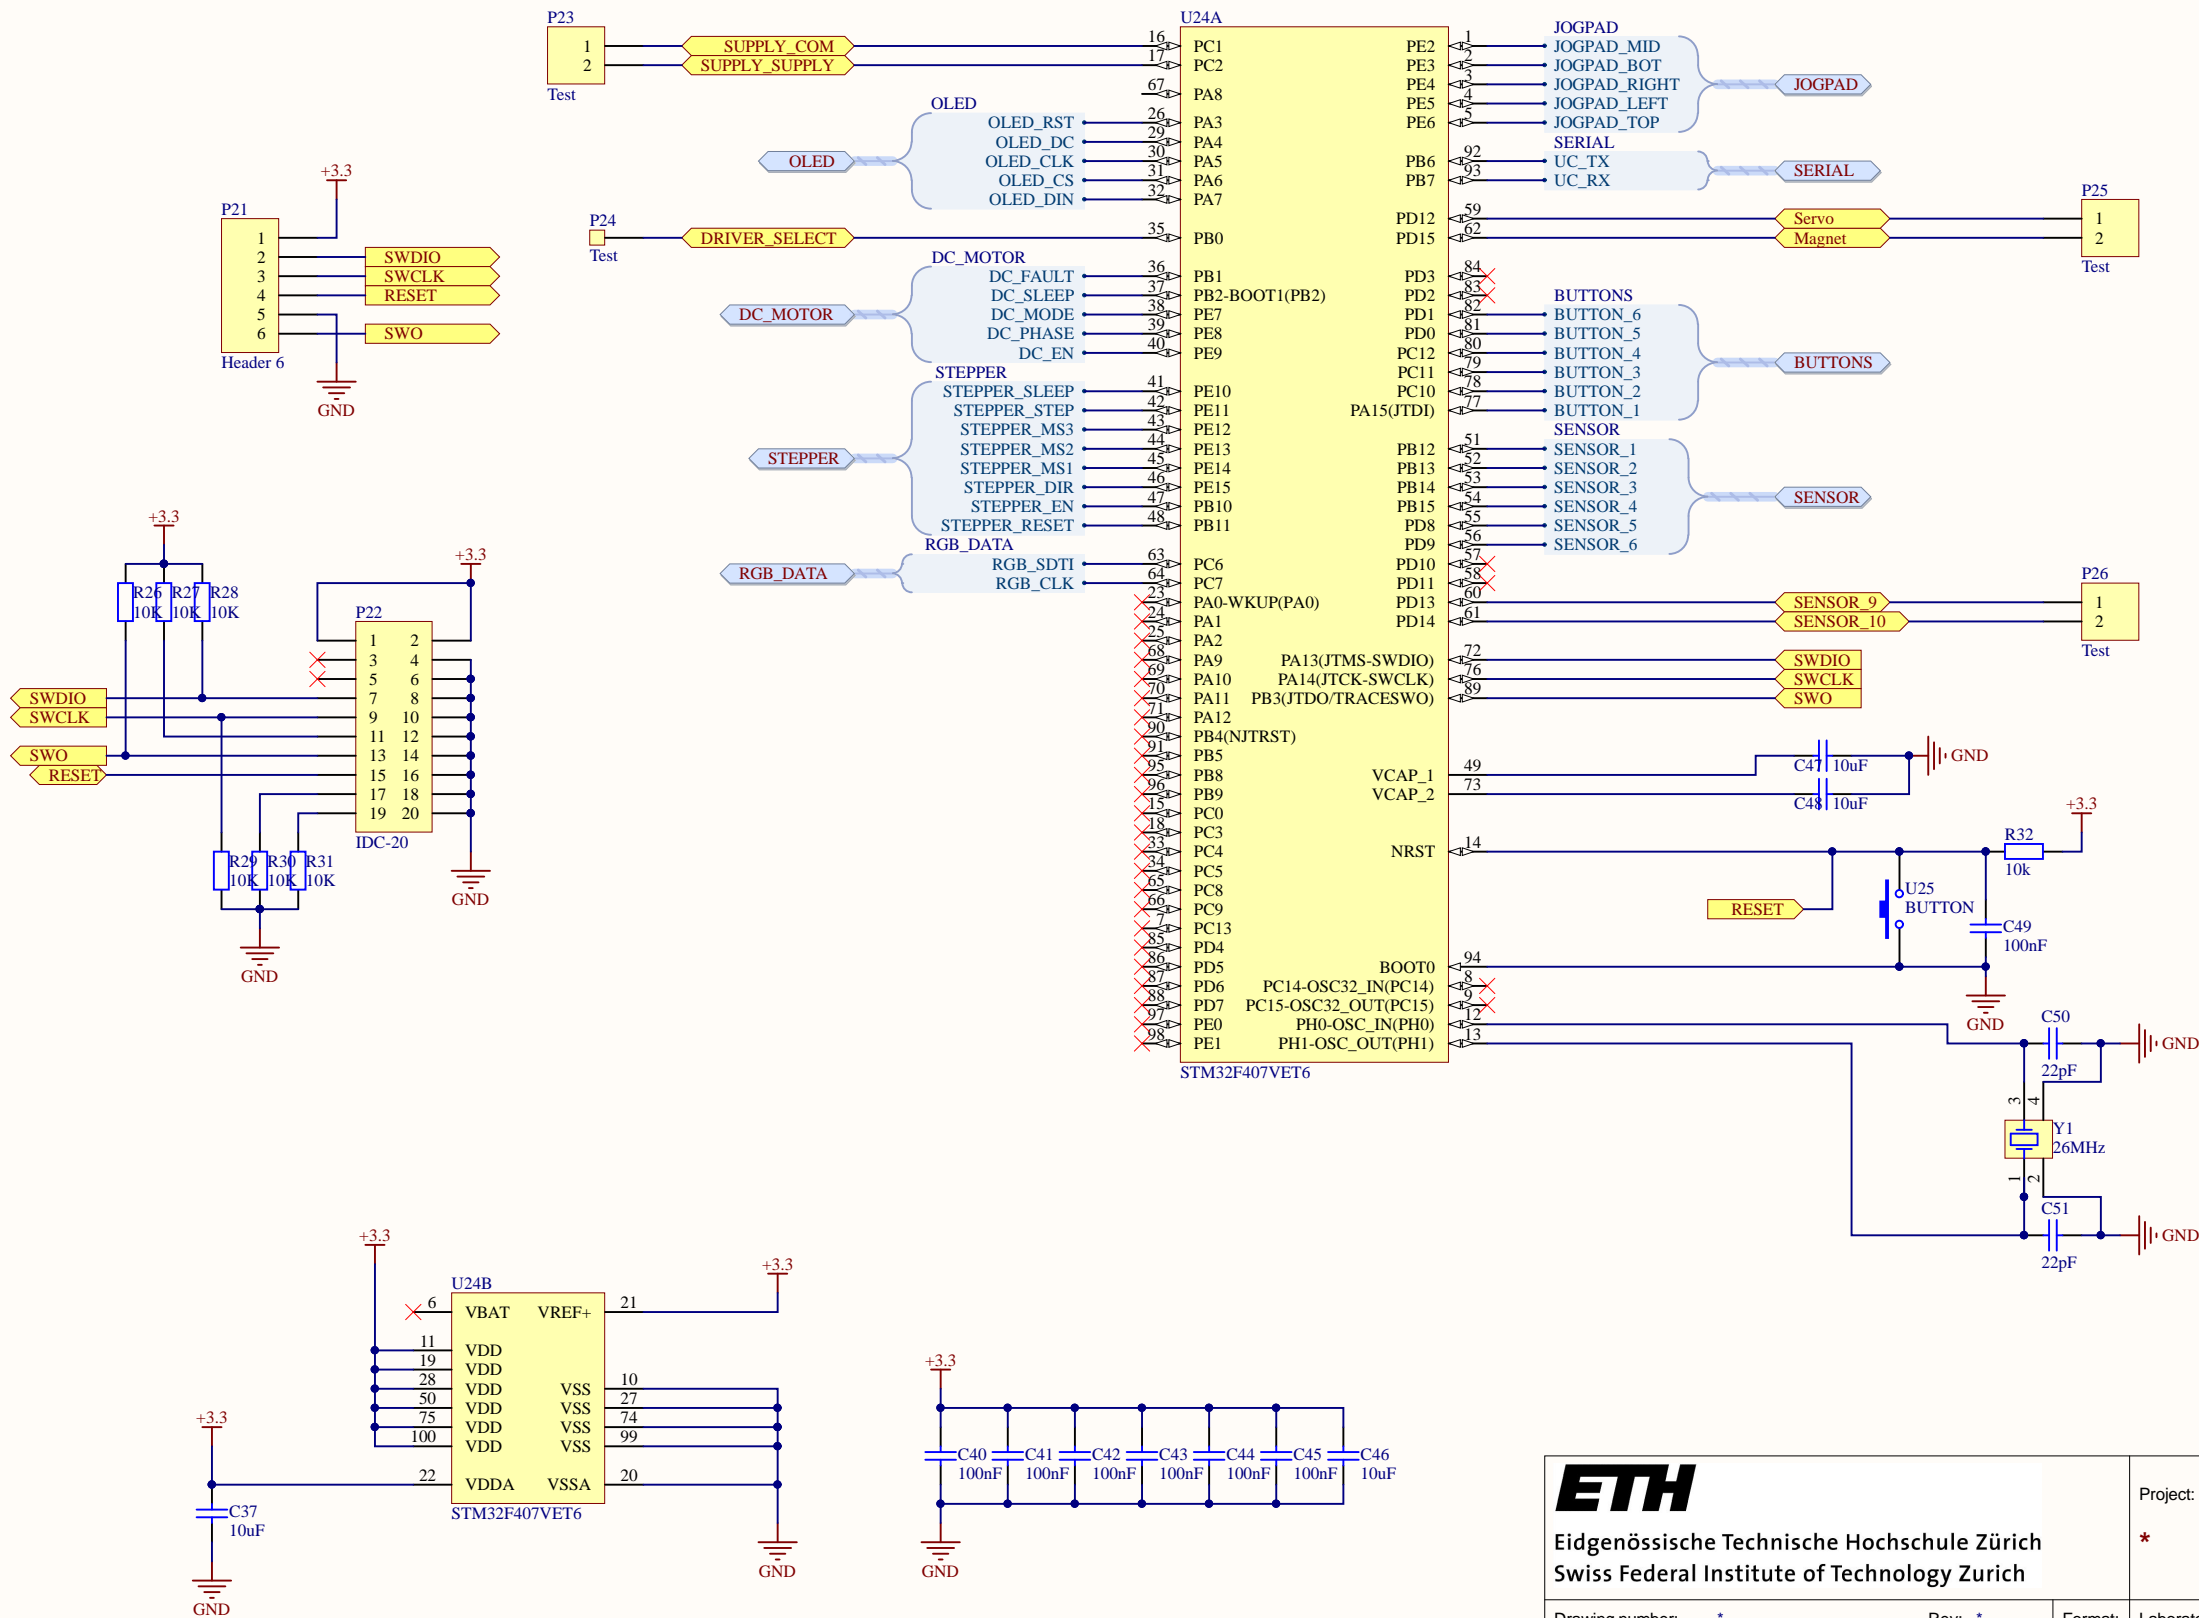 P23
1
2
Test
SUPPLY_COM
SUPPLY_SUPPLY
P21
+3.3
1
2
3
4
5
6
SWDIO
SWCLK
RESET
SWO
Header 6
GND
OLED
OLED
OLED_RST
OLED_DC
OLED_CLK
OLED_CS
OLED_DIN
P24
Test
DRIVER_SELECT
DC_MOTOR
DC_MOTOR
DC_FAULT
DC_SLEEP
DC_MODE
DC_PHASE
DC_EN
STEPPER
STEPPER
STEPPER_SLEEP
STEPPER_STEP
STEPPER_MS3
STEPPER_MS2
STEPPER_MS1
STEPPER_DIR
STEPPER_EN
STEPPER_RESET
RGB_DATA
RGB_DATA
RGB_SDTI
RGB_CLK
U24A
16 PC1
17 PC2
67 PA8
26 PA3
29 PA4
30 PA5
31 PA6
32 PA7
35 PB0
36 PB1
37 PB2-BOOT1(PB2)
38 PE7
39 PE8
40 PE9
41 PE10
42 PE11
43 PE12
44 PE13
45 PE14
46 PE15
47 PB10
48 PB11
63 PC6
64 PC7
23 PA0-WKUP(PA0)
24 PA1
25 PA2
68 PA9
69 PA10
70 PA11
71 PA12
90 PB4(NJTRST)
91 PB5
95 PB8
96 PB9
15 PC0
18 PC3
33 PC4
34 PC5
65 PC8
66 PC9
7 PC13
85 PD4
86 PD5
87 PD6
88 PD7
97 PE0
98 PE1
PE2 1
PE3 2
PE4 3
PE5 4
PE6 5
PB6 92
PB7 93
PD12 59
PD15 62
PD3 84
PD2 83
PD1 82
PD0 81
PC12 80
PC11 79
PC10 78
PA15(JTDI) 77
PB12 51
PB13 52
PB14 53
PB15 54
PD8 55
PD9 56
PD10 57
PD11 58
PD13 60
PD14 61
PA13(JTMS-SWDIO) 72
PA14(JTCK-SWCLK) 76
PB3(JTDO/TRACESWO) 89
VCAP_1 49
VCAP_2 73
NRST 14
BOOT0 94
PC14-OSC32_IN(PC14) 8
PC15-OSC32_OUT(PC15) 9
PH0-OSC_IN(PH0) 12
PH1-OSC_OUT(PH1) 13
STM32F407VET6
JOGPAD
JOGPAD_MID
JOGPAD_BOT
JOGPAD_RIGHT
JOGPAD_LEFT
JOGPAD_TOP
JOGPAD
SERIAL
UC_TX
UC_RX
SERIAL
Servo
Magnet
P25
1
2
Test
BUTTONS
BUTTON_6
BUTTON_5
BUTTON_4
BUTTON_3
BUTTON_2
BUTTON_1
BUTTONS
SENSOR
SENSOR_1
SENSOR_2
SENSOR_3
SENSOR_4
SENSOR_5
SENSOR_6
SENSOR
SENSOR_9
SENSOR_10
P26
1
2
Test
SWDIO
SWCLK
SWO
C47 10uF
C48 10uF
GND
+3.3
R32
10k
RESET
U25
BUTTON
C49
100nF
GND
C50
22pF
GND
3 4
Y1
26MHz
1 2
C51
22pF
GND
+3.3
R26 R27 R28
10K 10K 10K
+3.3
P22
1 2
3 4
5 6
7 8
9 10
11 12
13 14
15 16
17 18
19 20
IDC-20
SWDIO
SWCLK
SWO
RESET
R29 R30 R31
10K 10K 10K
GND
GND
+3.3
U24B
+3.3
6 VBAT VREF+ 21
11 VDD
19 VDD
28 VDD VSS 10
50 VDD VSS 27
75 VDD VSS 74
100 VDD VSS 99
22 VDDA VSSA 20
STM32F407VET6
+3.3
C37
10uF
GND
GND
+3.3
C40 C41 C42 C43 C44 C45 C46
100nF 100nF 100nF 100nF 100nF 100nF 10uF
GND
ETH
Eidgenössische Technische Hochschule Zürich
Swiss Federal Institute of Technology Zurich
Project:
*
Drawing number: * Rev: * Format: